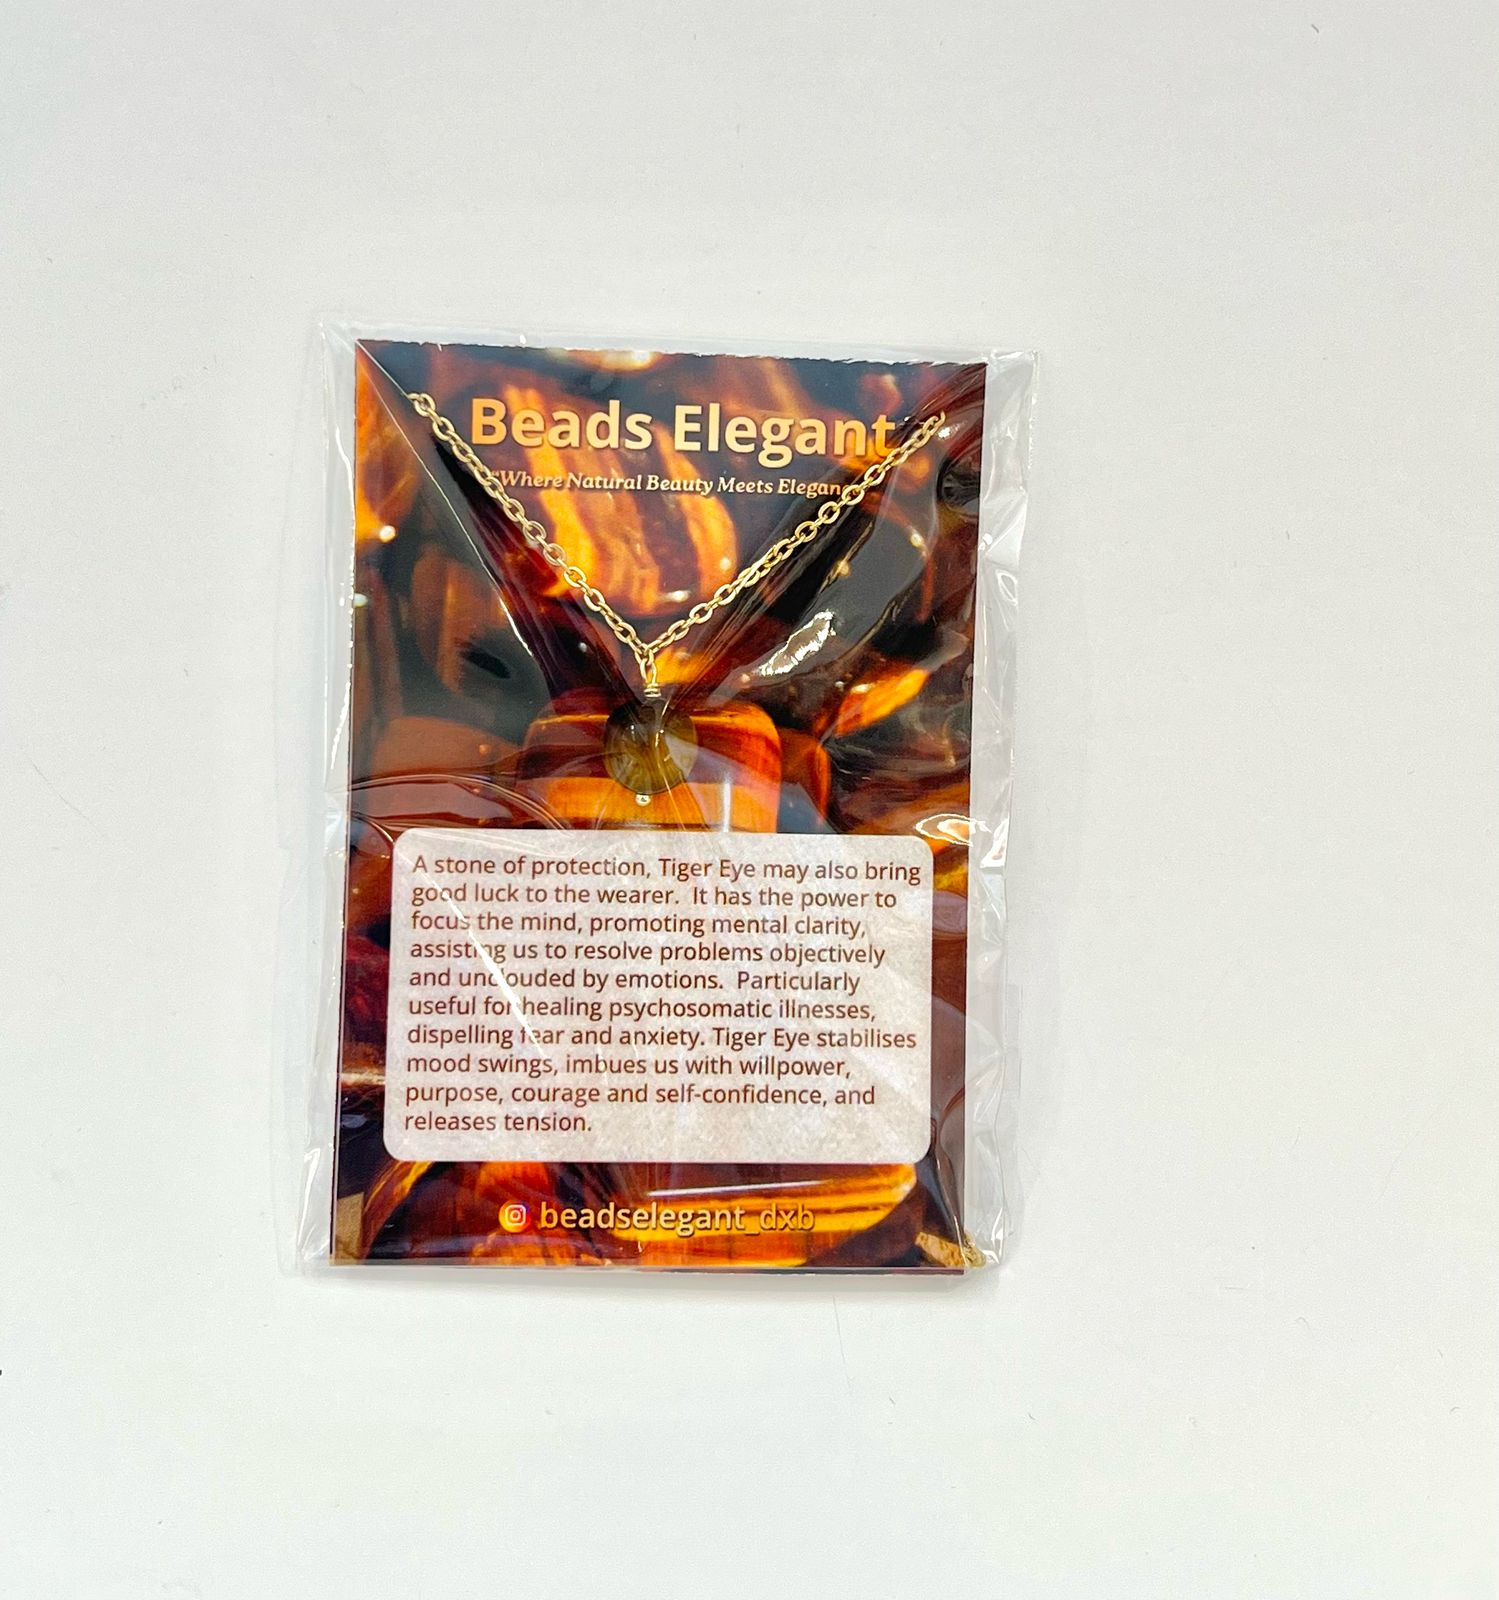 Beads Elegant
"Where Natural Beauty Meets
A stone of protection, Tiger Eye may also bring
good luck to the wearer. It has the power to
focus the mind, promoting mental clarity,
assisting us to resolve problems objectively
and unclouded by emotions. Particularly
useful for healing psychosomatic illnesses,
dispelling fear and anxiety. Tiger Eye stabilises
mood swings, imbues us with willpower,
purpose, courage and self-confidence, and
releases tension.
beadselegant_dxb